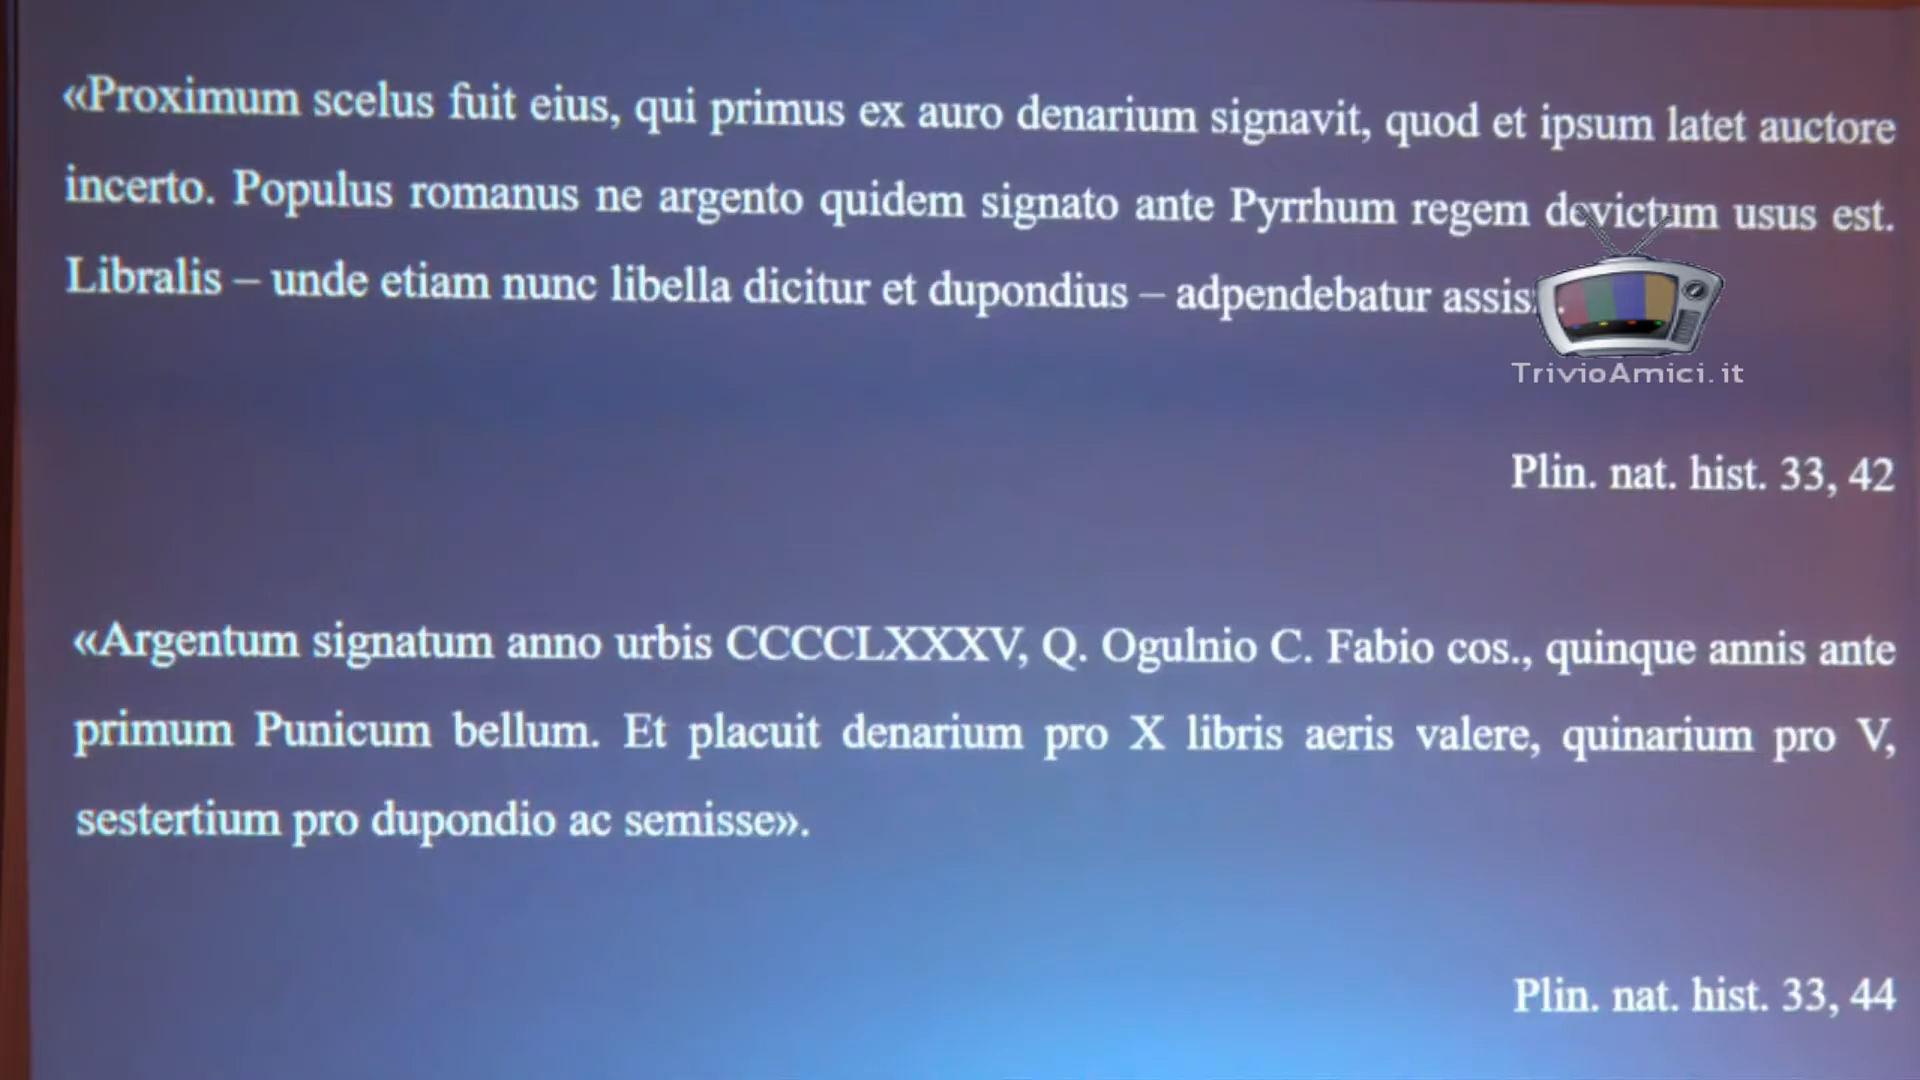 «Proximum scelus fuit eius, qui primus ex auro denarium signavit, quod et ipsum latet auctore
incerto. Populus romanus ne argento quidem signato ante Pyrrhum regem devictum usus est.
Libralis – unde etiam nunc libella dicitur et dupondius – adpendebatur assis
TrivioAmici.it
Plin. nat. hist. 33, 42
«Argentum signatum anno urbis CCCCLXXXV, Q. Ogulnio C. Fabio cos., quinque annis ante
primum Punicum bellum. Et placuit denarium pro X libris aeris valere, quinarium pro V,
sestertium pro dupondio ac semisse».
Plin. nat. hist. 33, 44